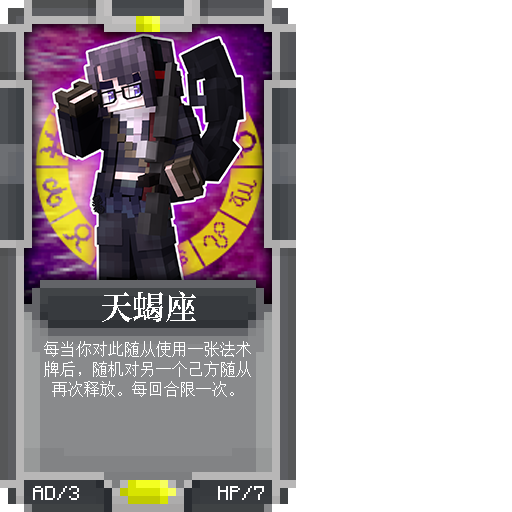 天蝎座
每当你对此随从使用一张法术
牌后，随机对另一个己方随从
再次释放。每回合限一次。
AD/3
HP/7